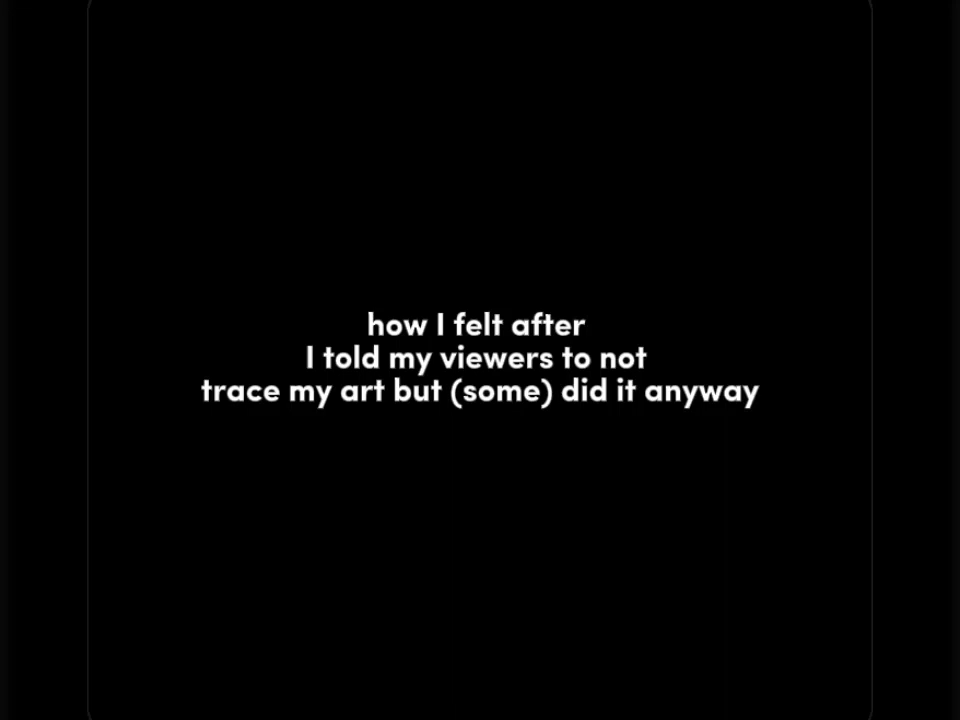 how I felt after
I told my viewers to not
trace my art but (some) did it anyway